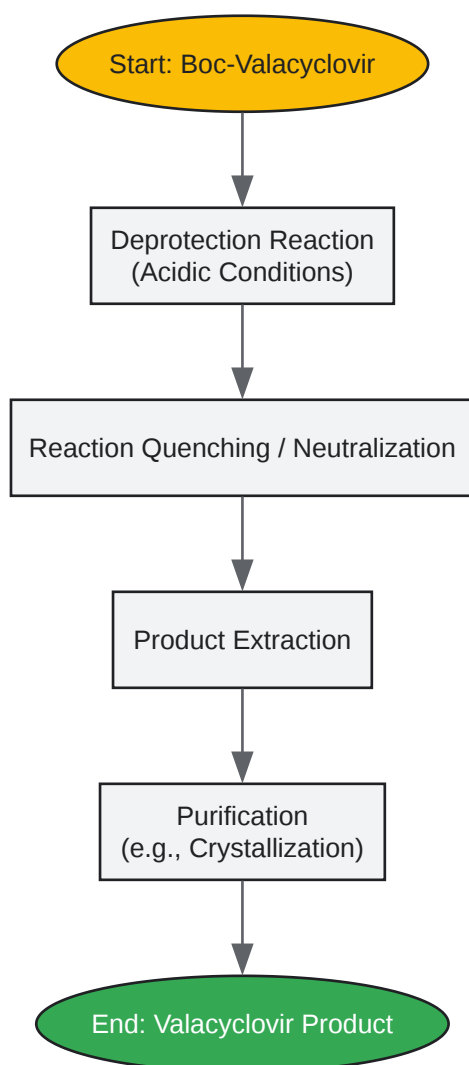 Start: Boc-Valacyclovir
Deprotection Reaction
(Acidic Conditions)
Reaction Quenching / Neutralization
Product Extraction
Purification
(e.g., Crystallization)
End: Valacyclovir Product